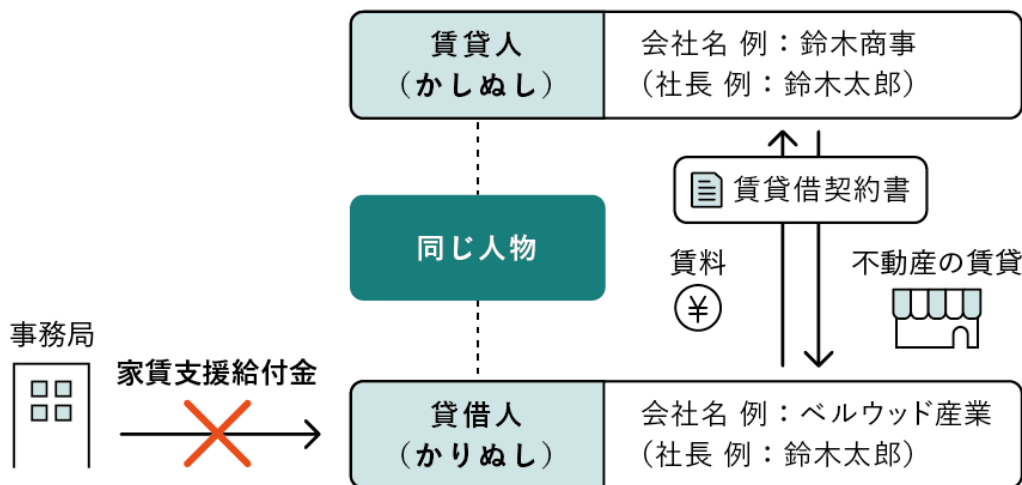 賃貸人
（かしぬし）
会社名 例：鈴木商事
（社長 例：鈴木太郎）
賃貸借契約書
同じ人物
賃料
¥
不動産の賃貸
事務局
家賃支援給付金
貸借人
（かりぬし）
会社名 例：ベルウッド産業
（社長 例：鈴木太郎）